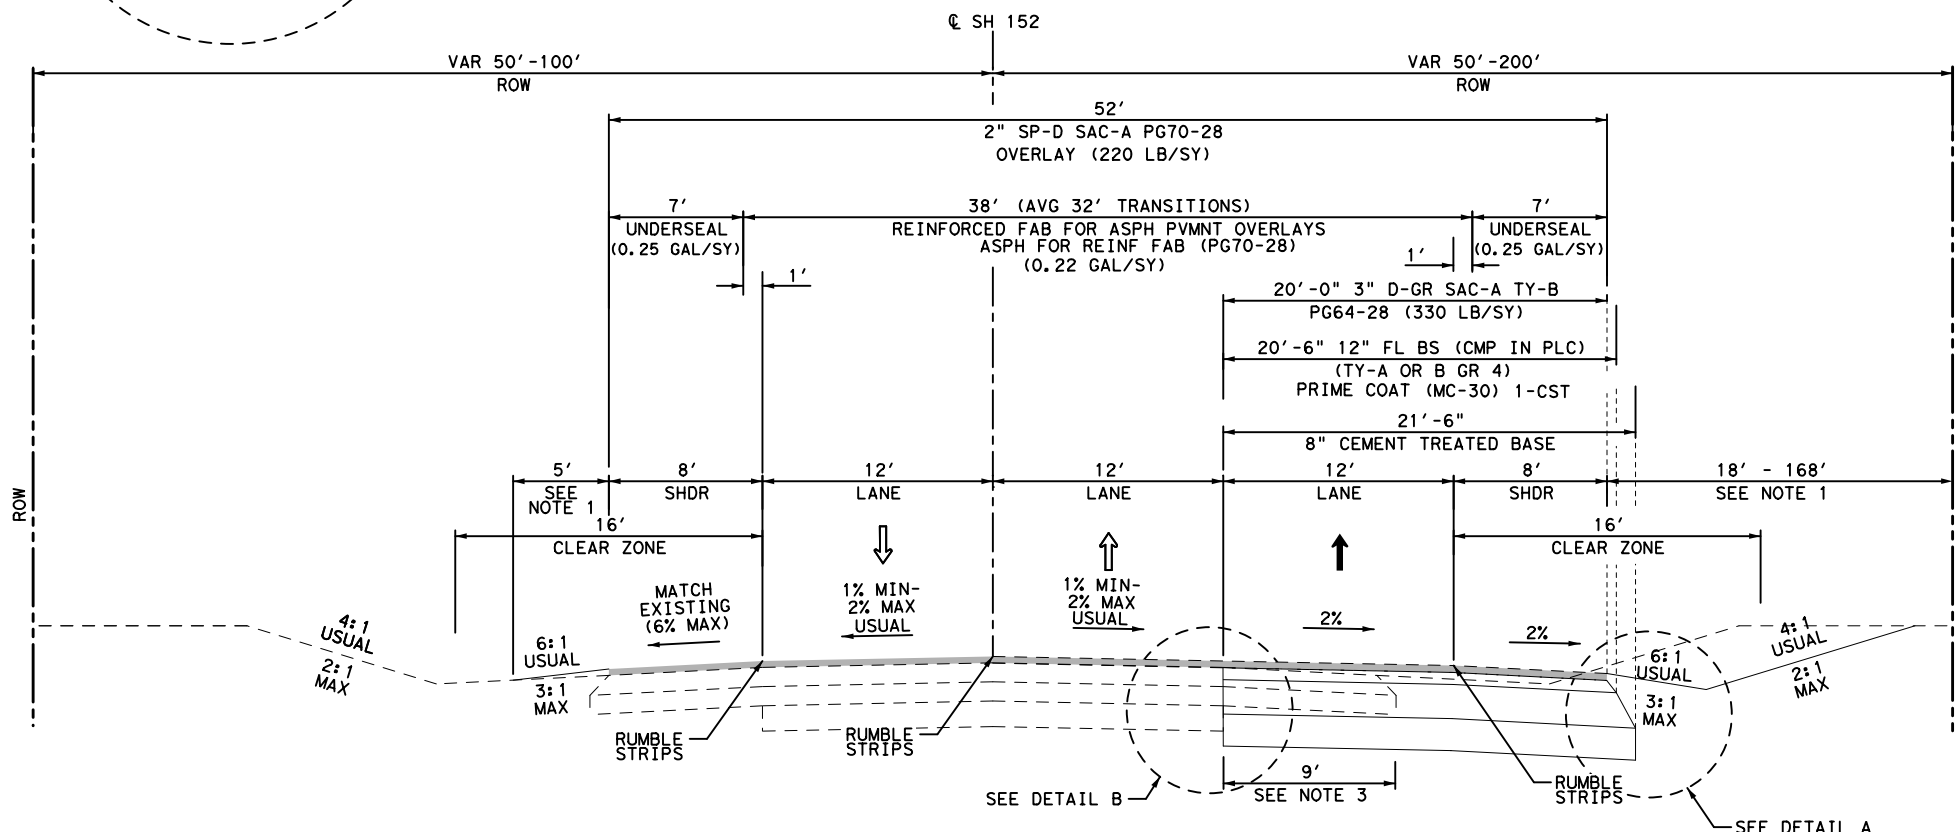 ℄ SH 152
VAR 50'-100'
ROW
VAR 50'-200'
ROW
52'
2" SP-D SAC-A PG70-28
OVERLAY (220 LB/SY)
7'
UNDERSEAL
(0.25 GAL/SY)
38' (AVG 32' TRANSITIONS)
REINFORCED FAB FOR ASPH PVMNT OVERLAYS
ASPH FOR REINF FAB (PG70-28)
(0.22 GAL/SY)
7'
UNDERSEAL
(0.25 GAL/SY)
1'
1'
20'-0" 3" D-GR SAC-A TY-B
PG64-28 (330 LB/SY)
20'-6" 12" FL BS (CMP IN PLC)
(TY-A OR B GR 4)
PRIME COAT (MC-30) 1-CST
21'-6"
8" CEMENT TREATED BASE
5'
SEE
NOTE 1
8'
SHDR
12'
LANE
12'
LANE
12'
LANE
8'
SHDR
18' - 168'
SEE NOTE 1
ROW
16'
CLEAR ZONE
16'
CLEAR ZONE
MATCH
EXISTING
(6% MAX)
1% MIN-
2% MAX
USUAL
1% MIN-
2% MAX
USUAL
2%
2%
4:1
USUAL
2:1
MAX
6:1
USUAL
3:1
MAX
6:1
USUAL
3:1
MAX
4:1
USUAL
2:1
MAX
RUMBLE
STRIPS
RUMBLE
STRIPS
RUMBLE
STRIPS
9'
SEE NOTE 3
SEE DETAIL B
SEE DETAIL A